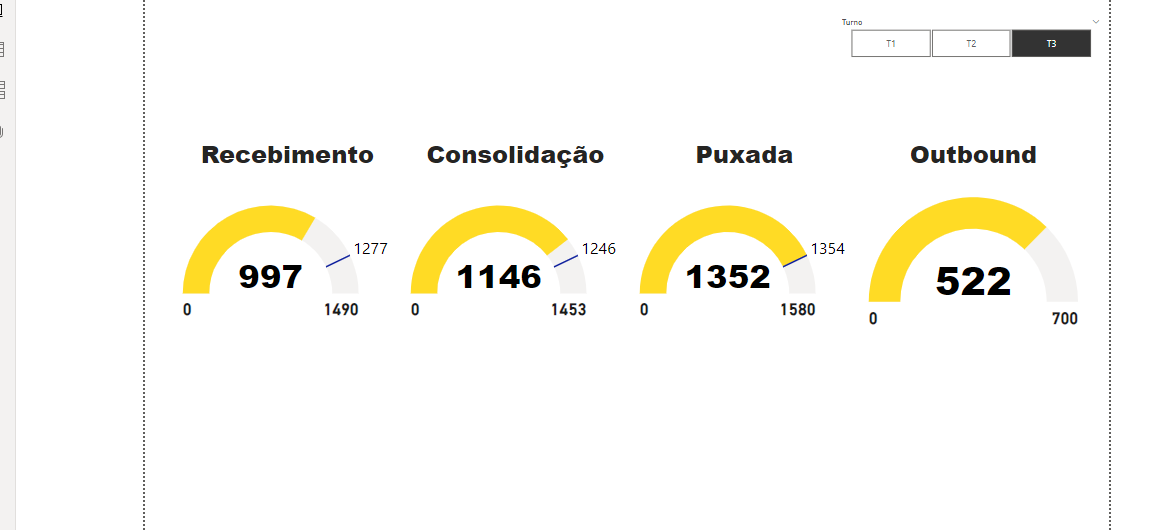 Turno
T1 T2 T3
Recebimento Consolidação Puxada Outbound
1277 1246 1354
997 1146 1352 522
0 1490 0 1453 0 1580 0 700